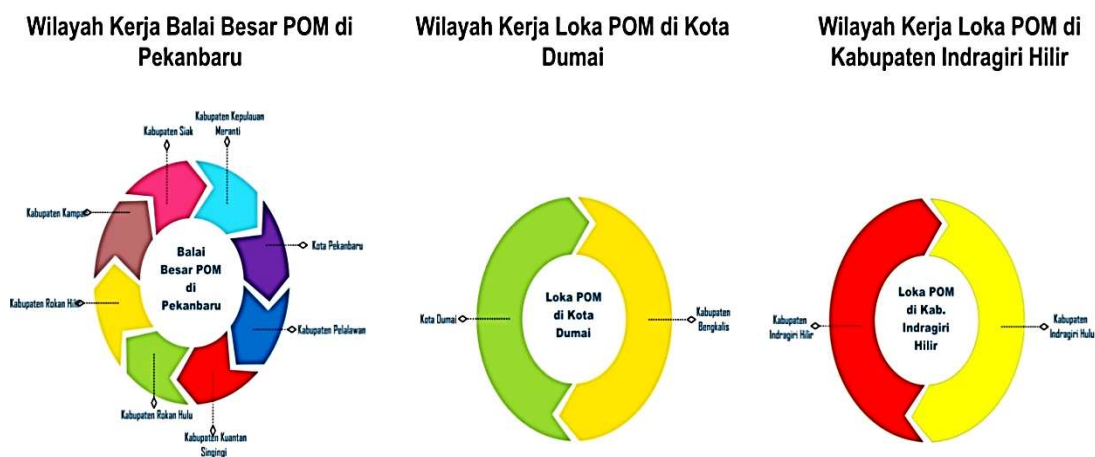 Wilayah Kerja Balai Besar POM di
Pekanbaru
Wilayah Kerja Loka POM di Kota
Dumai
Wilayah Kerja Loka POM di
Kabupaten Indragiri Hilir
Kabupaten Kepulauan
Meranti
Kabupaten Siak
Kabupaten Kampar
Kota Pekanbaru
Kabupaten Rokan Hilir
Kabupaten Pelalawan
Kabupaten Rokan Hulu
Kabupaten Kuantan
Singingi
Balai
Besar POM
di
Pekanbaru
Kota Dumai
Loka POM
di Kota
Dumai
Kabupaten
Bengkalis
Kabupaten
Indragiri Hilir
Loka POM
di Kab.
Indragiri
Hilir
Kabupaten
Indragiri Hulu